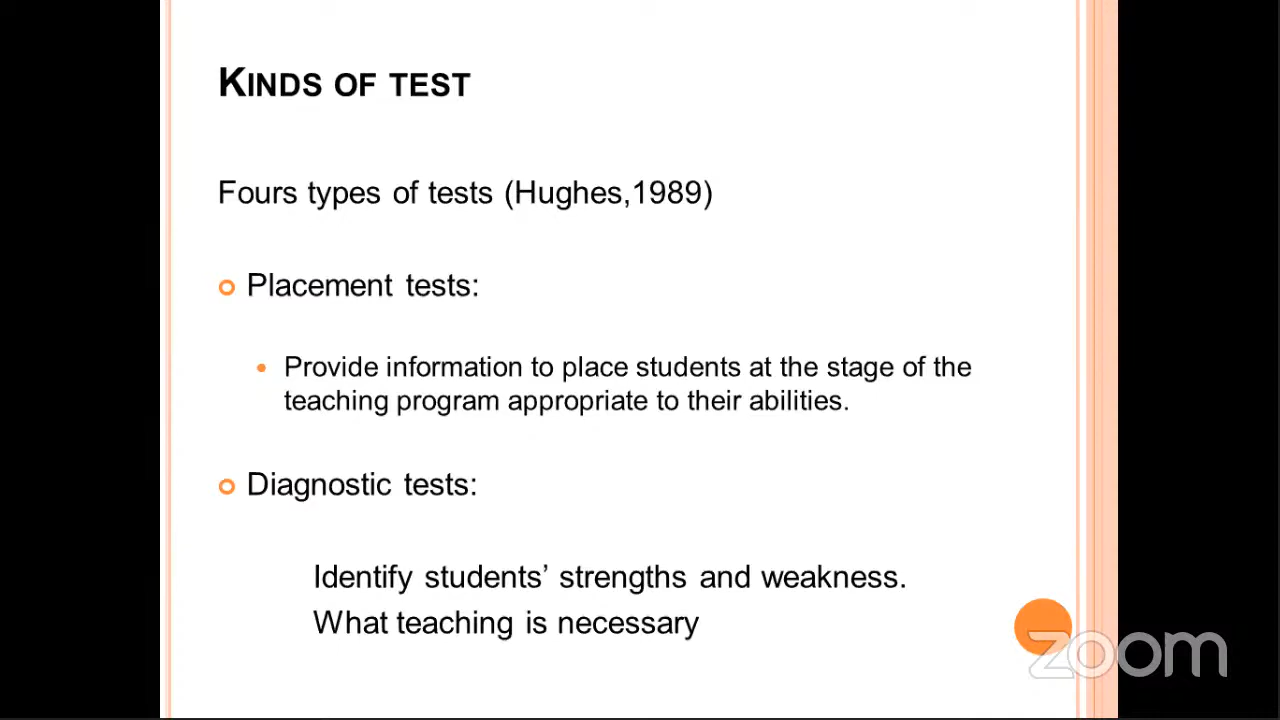 KINDS OF TEST
Fours types of tests (Hughes,1989)
Placement tests:
Provide information to place students at the stage of the
teaching program appropriate to their abilities.
Diagnostic tests:
Identify students’ strengths and weakness.
What teaching is necessary
zoom